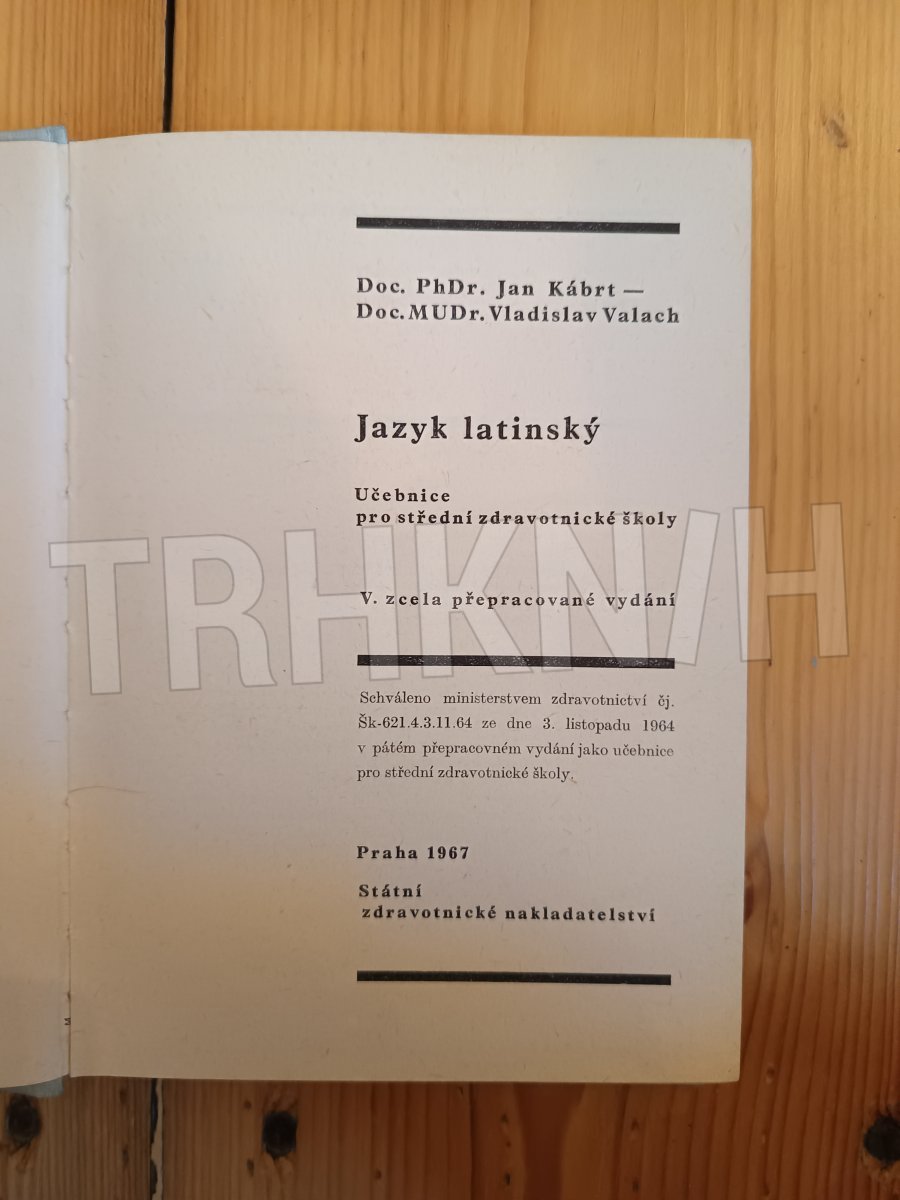 Doc. PhDr. Jan Kábrt —
Doc. MUDr. Vladislav Valach
Jazyk latinský
Učebnice
pro střední zdravotnické školy
V. zcela přepracované vydání
Schváleno ministerstvem zdravotnictví čj.
Šk-621.4.3.11.64 ze dne 3. listopadu 1964
v pátém přepracovném vydání jako učebnice
pro střední zdravotnické školy.
Praha 1967
Státní
zdravotnické nakladatelství
TRHKNIH